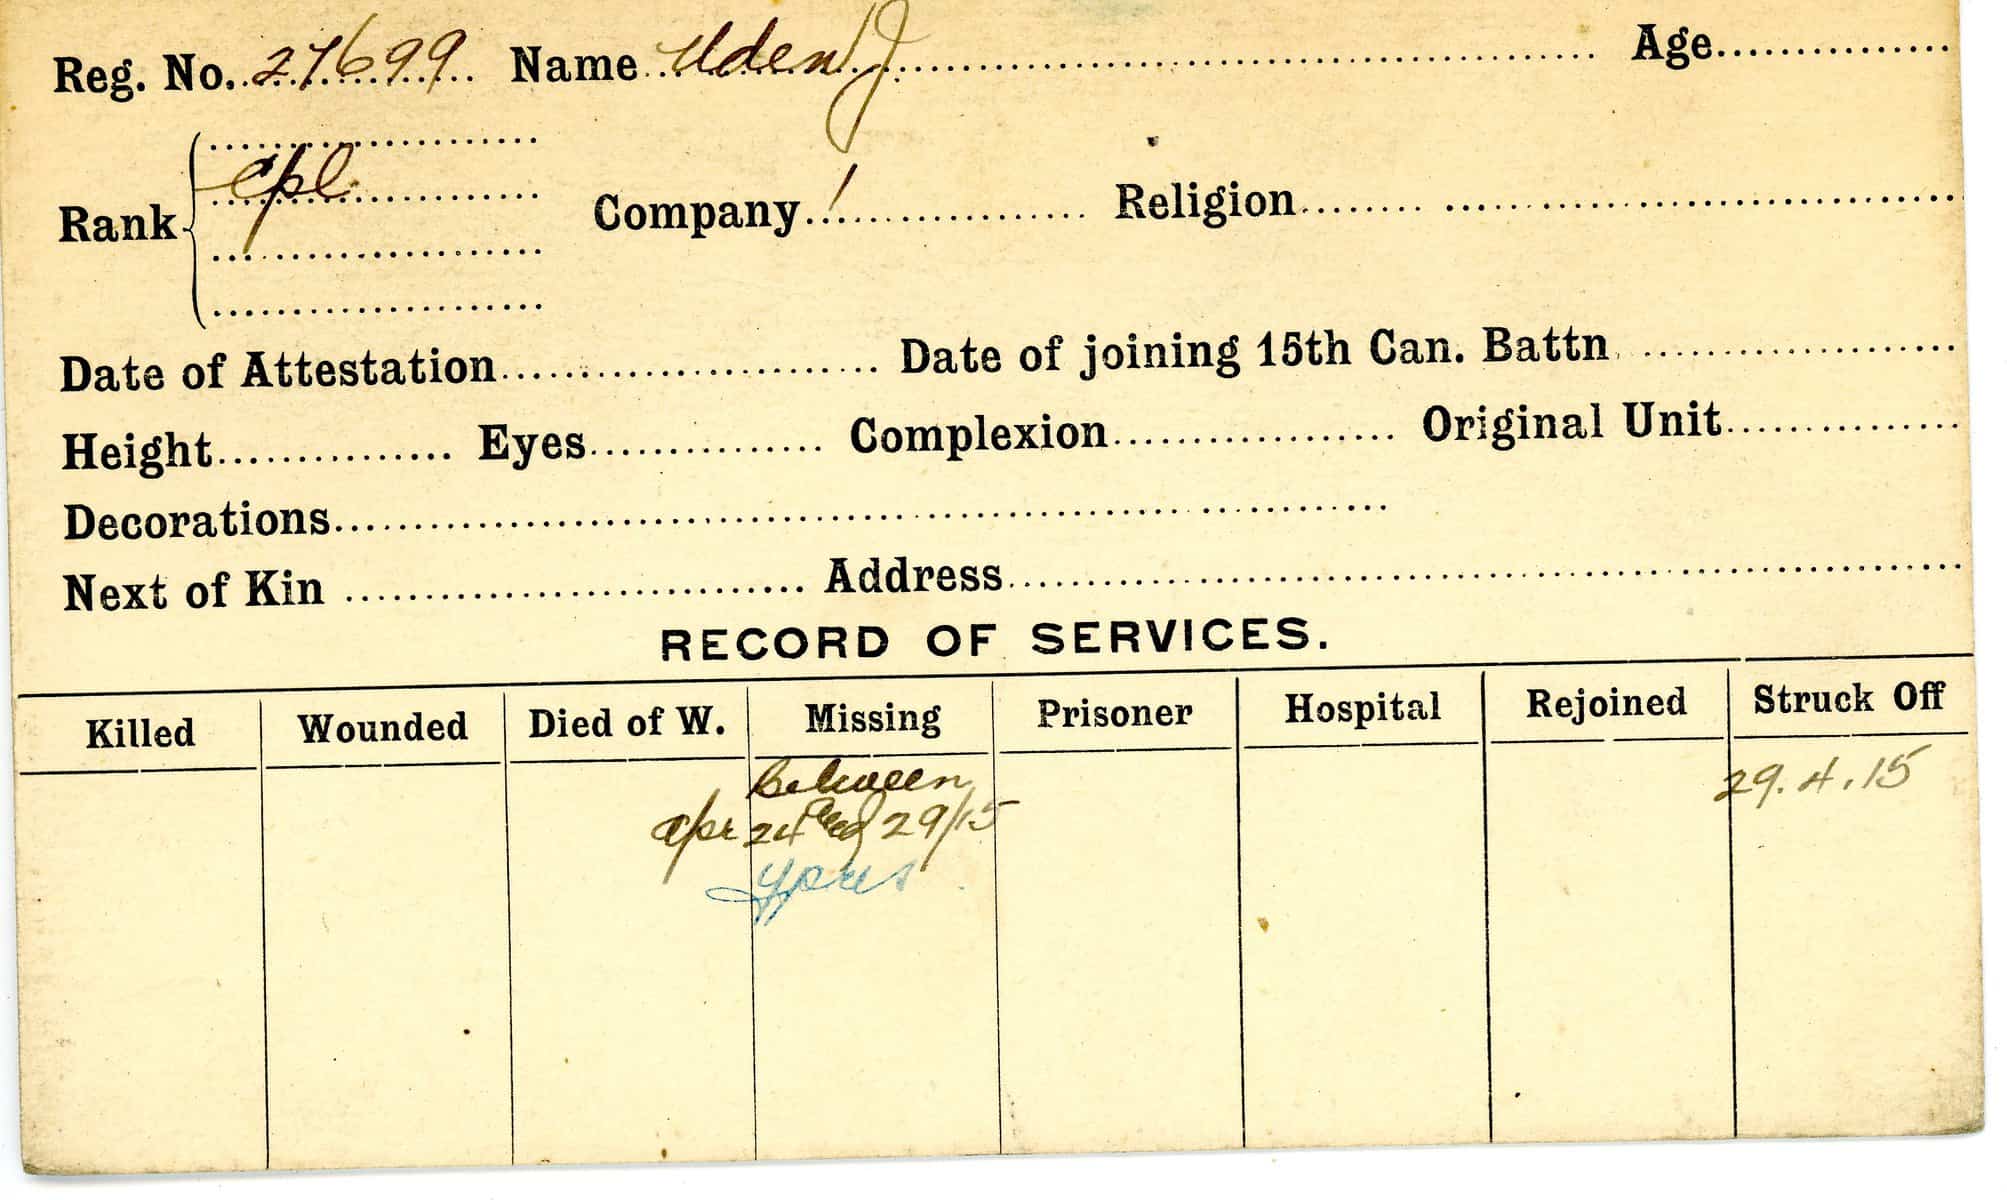 Reg. No. 27699 Name Uden J Age
Cpl
Rank Company 1 Religion
Date of Attestation Date of joining 15th Can. Battn
Height Eyes Complexion Original Unit
Decorations
Next of Kin Address
RECORD OF SERVICES.
Killed Wounded Died of W. Missing Prisoner Hospital Rejoined Struck Off
Between 29.4.15
Apr 24 and 29/15
Ypres